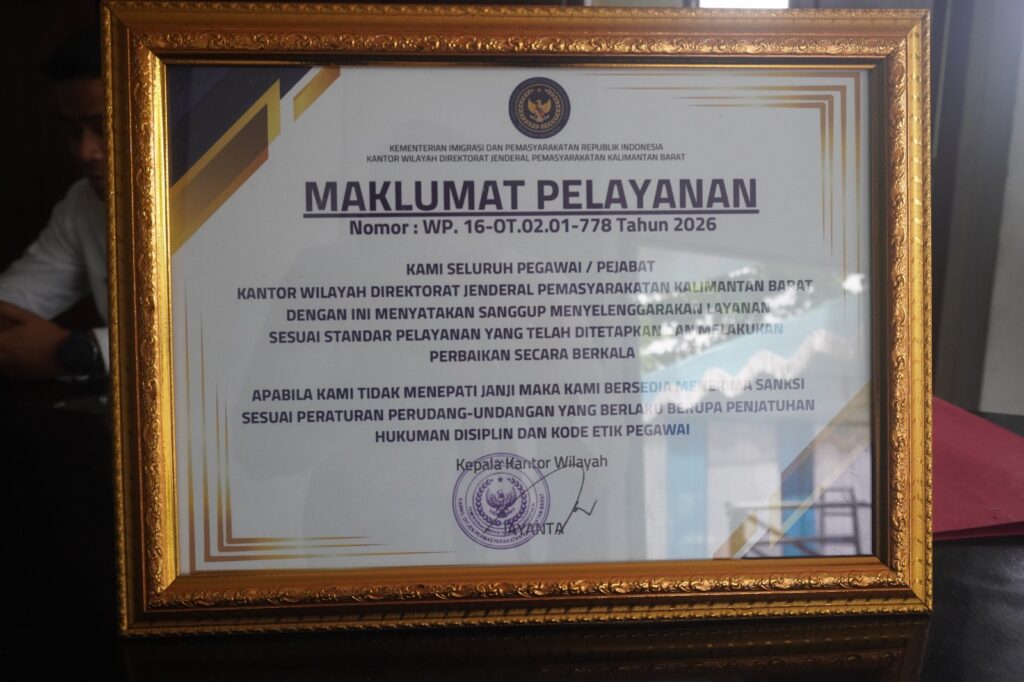 KEMENTERIAN IMIGRASI DAN PEMASYARAKATAN REPUBLIK INDONESIA
KANTOR WILAYAH DIREKTORAT JENDERAL PEMASYARAKATAN KALIMANTAN BARAT
MAKLUMAT PELAYANAN
Nomor : WP. 16-OT.02.01-778 Tahun 2026
KAMI SELURUH PEGAWAI / PEJABAT
KANTOR WILAYAH DIREKTORAT JENDERAL PEMASYARAKATAN KALIMANTAN BARAT
DENGAN INI MENYATAKAN SANGGUP MENYELENGGARAKAN LAYANAN
SESUAI STANDAR PELAYANAN YANG TELAH DITETAPKAN DAN MELAKUKAN
PERBAIKAN SECARA BERKALA
APABILA KAMI TIDAK MENEPATI JANJI MAKA KAMI BERSEDIA MENERIMA SANKSI
SESUAI PERATURAN PERUDANG-UNDANGAN YANG BERLAKU BERUPA PENJATUHAN
HUKUMAN DISIPLIN DAN KODE ETIK PEGAWAI
Kepala Kantor Wilayah
JAYANTA